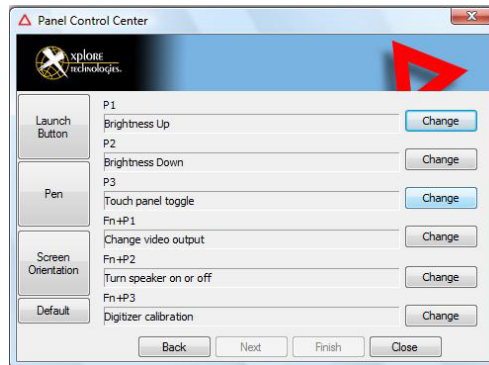 Panel Control Center
xplore
technologies.
Launch
Button
Pen
Screen
Orientation
Default
P1
Brightness Up
Change
P2
Brightness Down
Change
P3
Touch panel toggle
Change
Fn+P1
Change video output
Change
Fn+P2
Turn speaker on or off
Change
Fn+P3
Digitizer calibration
Change
Back
Next
Finish
Close